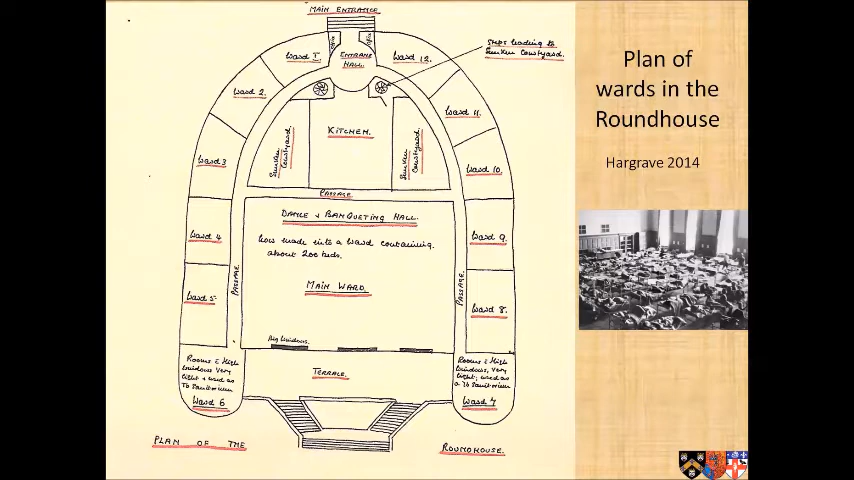 MAIN ENTRANCE
Office
Office
ENTRANCE
HALL.
Ward 1.
Ward 12.
Steps leading to
Sunken Courtyard.
Ward 2.
Ward 11.
KITCHEN.
Sunken
Courtyard.
Sunken
Courtyard.
Ward 3
Ward 10.
PASSAGE
DANCE & BANQUETING HALL.
Now made into a ward containing
about 200 beds.
Ward 4
Ward 9.
MAIN WARD.
PASSAGE
PASSAGE.
Ward 5
Ward 8.
Big Windows.
Rooms & High
windows very
light & used as
TB Sanitorium
Ward 6
TERRACE.
Rooms & High
windows, very
light, used as
a TB Sanitorium
Ward 7
PLAN OF THE
ROUNDHOUSE.
Plan of
wards in the
Roundhouse
Hargrave 2014